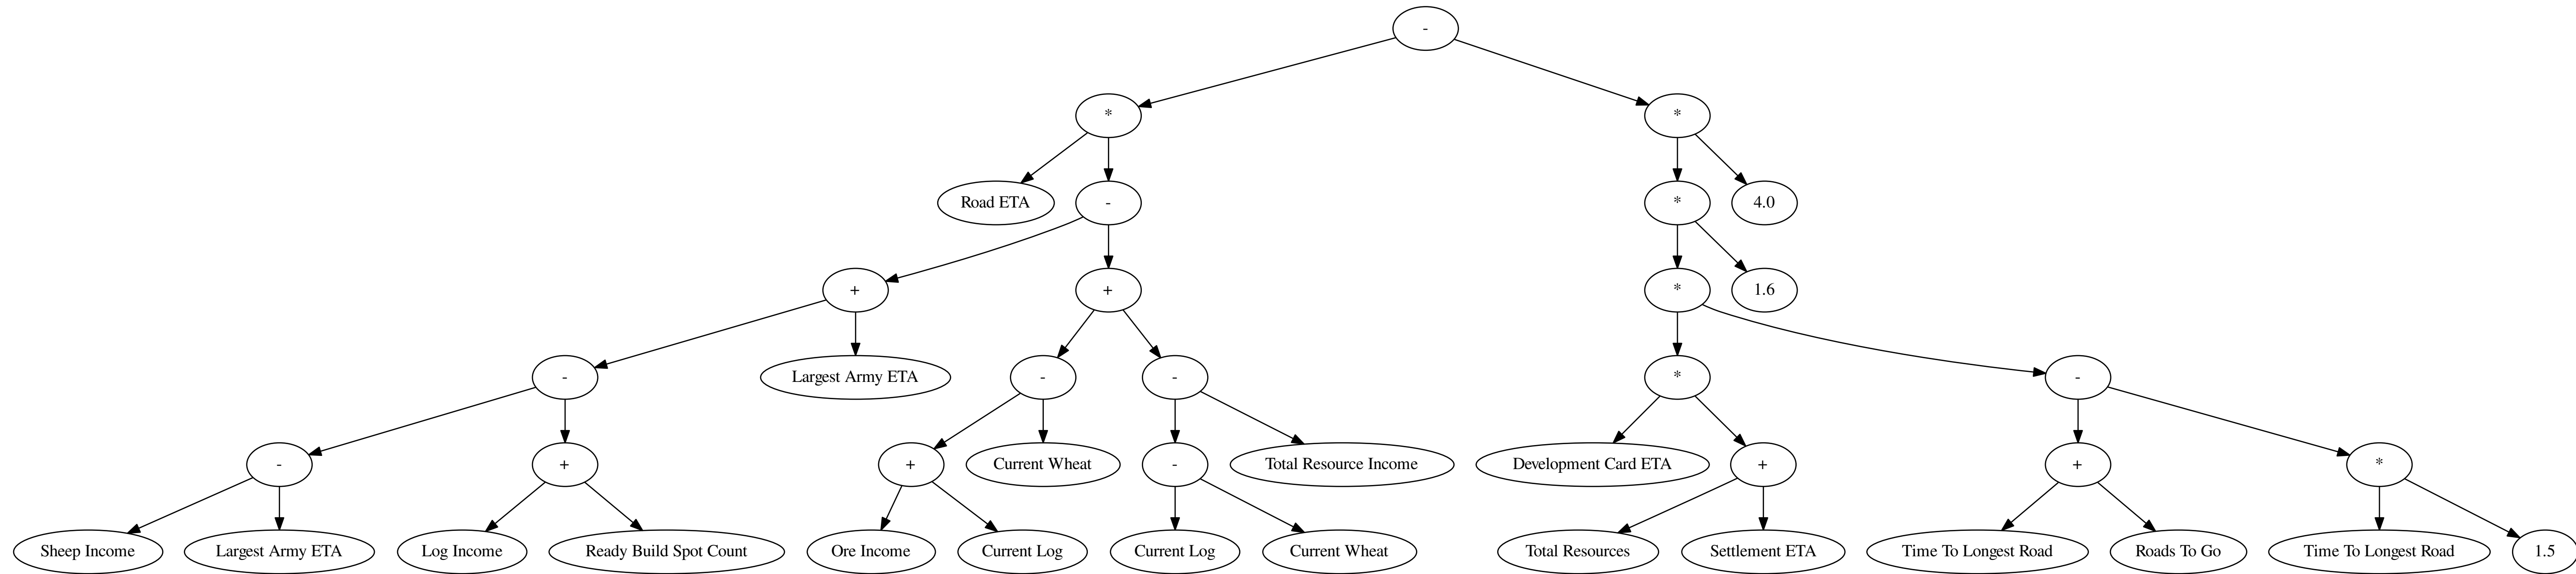 -
*
*
Road ETA
-
*
4.0
+
+
*
1.6
-
Largest Army ETA
-
-
*
-
-
+
+
Current Wheat
-
Total Resource Income
Development Card ETA
+
+
*
Sheep Income
Largest Army ETA
Log Income
Ready Build Spot Count
Ore Income
Current Log
Current Log
Current Wheat
Total Resources
Settlement ETA
Time To Longest Road
Roads To Go
Time To Longest Road
1.5